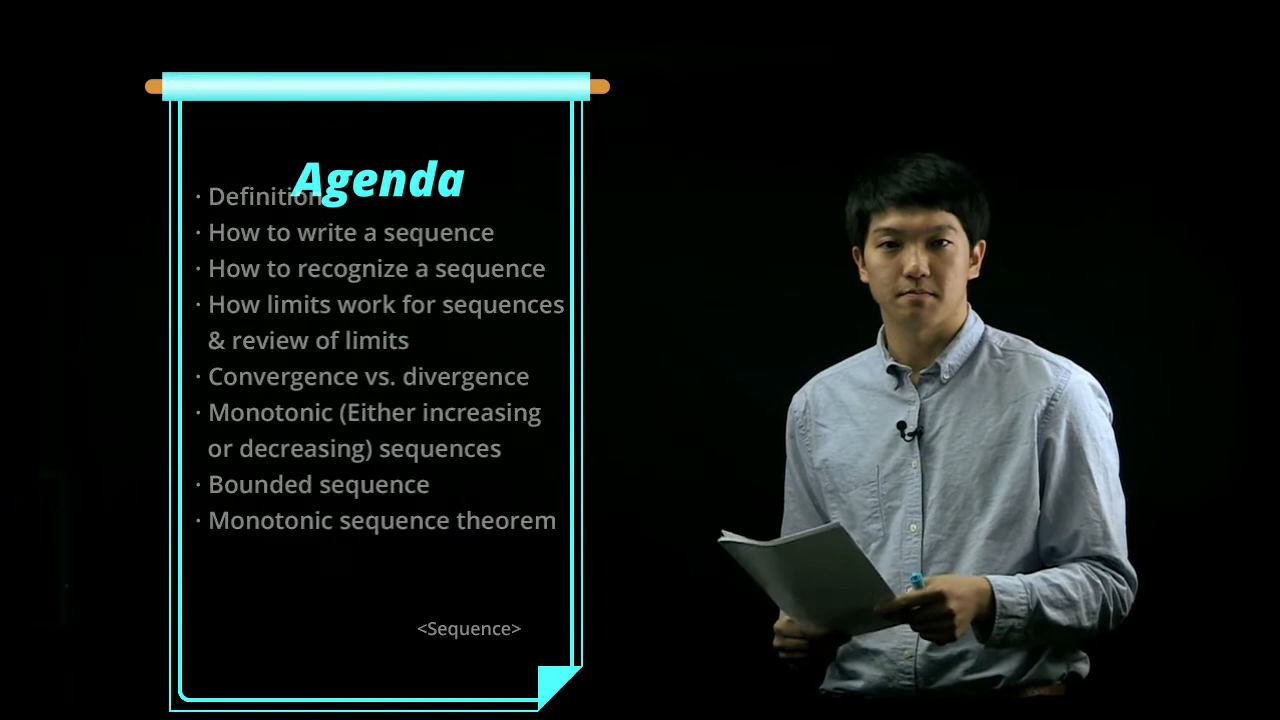 Agenda
· Definition
· How to write a sequence
· How to recognize a sequence
· How limits work for sequences
& review of limits
· Convergence vs. divergence
· Monotonic (Either increasing
or decreasing) sequences
· Bounded sequence
· Monotonic sequence theorem
<Sequence>